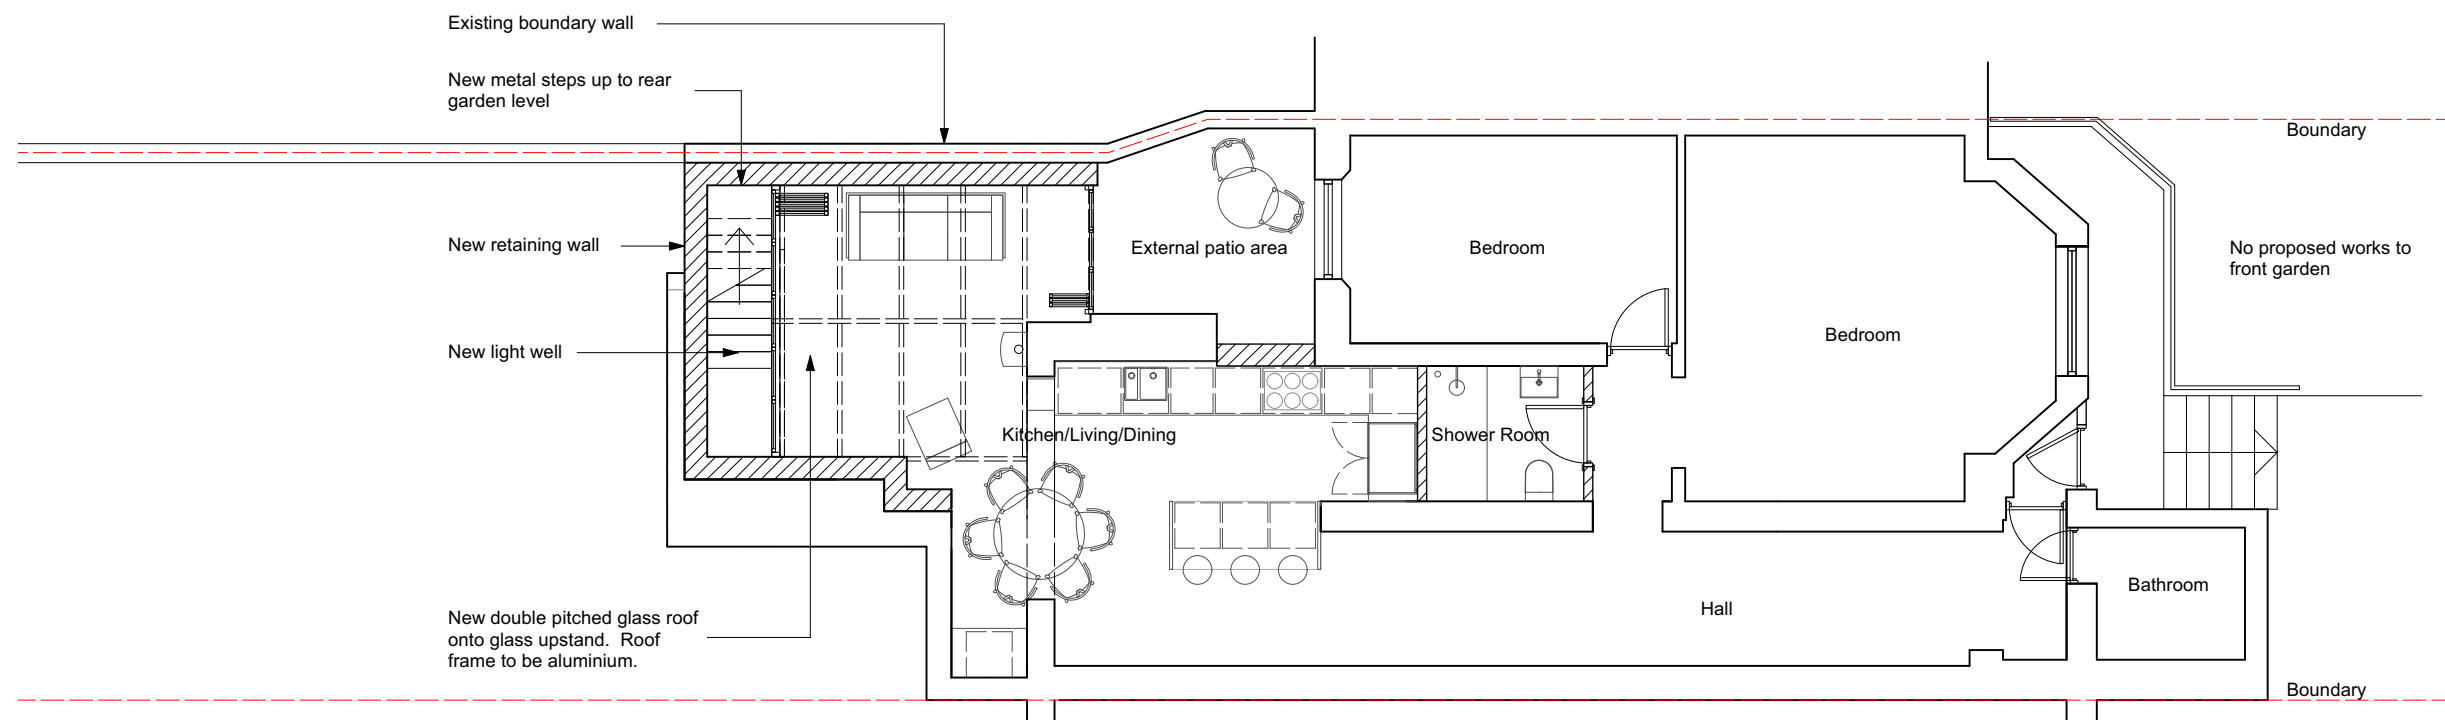 Existing boundary wall
New metal steps up to rear
garden level
Boundary
New retaining wall
External patio area
Bedroom
No proposed works to
front garden
Bedroom
New light well
Kitchen/Living/Dining
Shower Room
Bathroom
Hall
New double pitched glass roof
onto glass upstand. Roof
frame to be aluminium.
Boundary